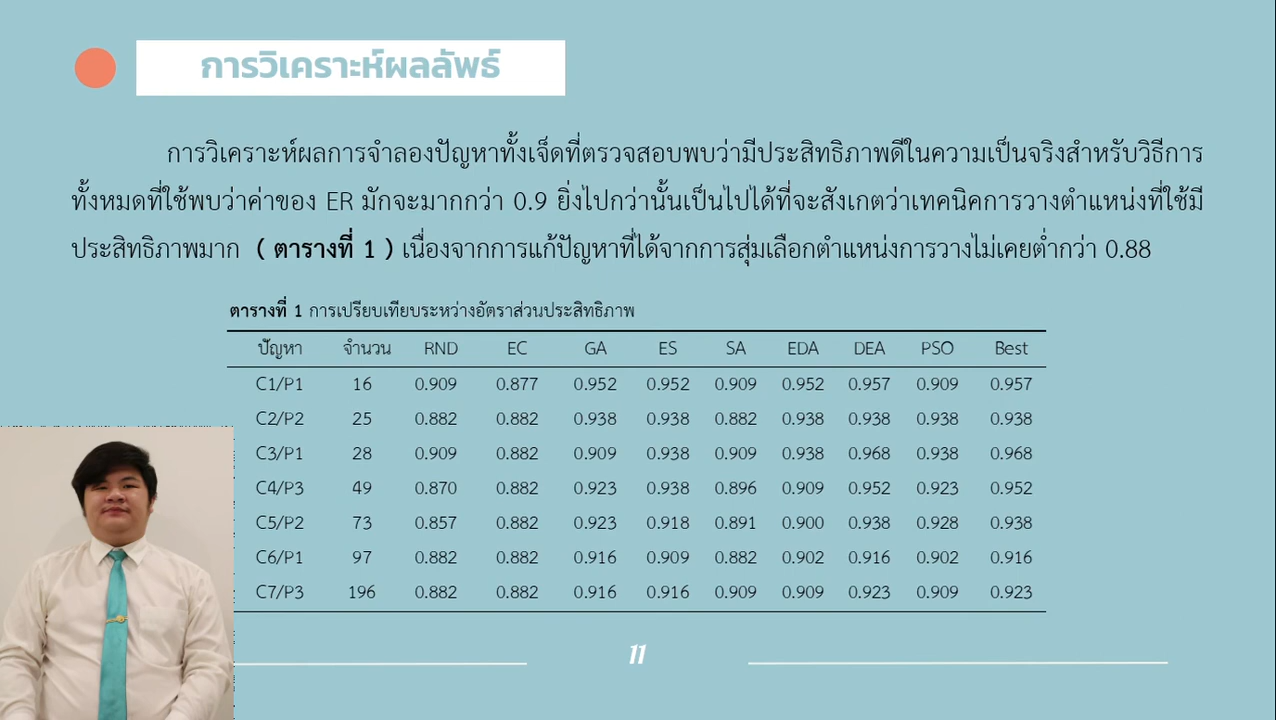 การวิเคราะห์ผลลัพธ์
การวิเคราะห์ผลการจำลองปัญหาทั้งเจ็ดที่ตรวจสอบพบว่ามีประสิทธิภาพดีในความเป็นจริงสำหรับวิธีการ
ทั้งหมดที่ใช้พบว่าค่าของ ER มักจะมากกว่า 0.9 ยิ่งไปกว่านั้นเป็นไปได้ที่จะสังเกตว่าเทคนิคการวางตำแหน่งที่ใช้มี
ประสิทธิภาพมาก ( ตารางที่ 1 ) เนื่องจากการแก้ปัญหาที่ได้จากการสุ่มเลือกตำแหน่งการวางไม่เคยต่ำกว่า 0.88
ตารางที่ 1 การเปรียบเทียบระหว่างอัตราส่วนประสิทธิภาพ
ปัญหา จำนวน RND EC GA ES SA EDA DEA PSO Best
C1/P1 16 0.909 0.877 0.952 0.952 0.909 0.952 0.957 0.909 0.957
C2/P2 25 0.882 0.882 0.938 0.938 0.882 0.938 0.938 0.938 0.938
C3/P1 28 0.909 0.882 0.909 0.938 0.909 0.938 0.968 0.938 0.968
C4/P3 49 0.870 0.882 0.923 0.938 0.896 0.909 0.952 0.923 0.952
C5/P2 73 0.857 0.882 0.923 0.918 0.891 0.900 0.938 0.928 0.938
C6/P1 97 0.882 0.882 0.916 0.909 0.882 0.902 0.916 0.902 0.916
C7/P3 196 0.882 0.882 0.916 0.916 0.909 0.909 0.923 0.909 0.923
11